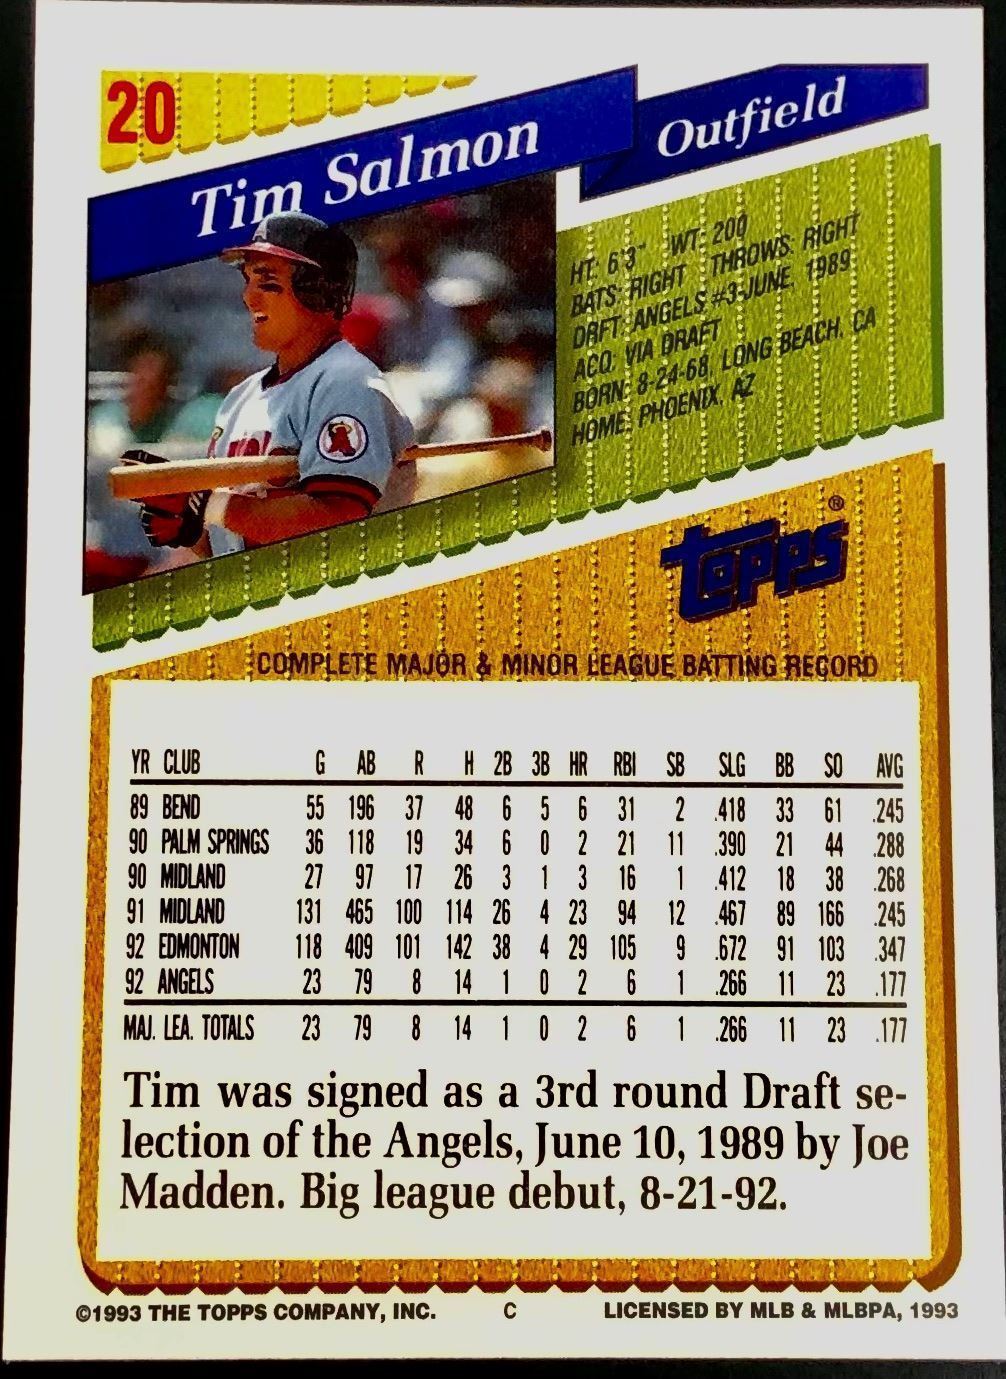 20
Tim Salmon
Outfield
HT: 6'3" WT: 200
BATS: RIGHT THROWS: RIGHT
DRFT: ANGELS #3-JUNE, 1989
ACQ: VIA DRAFT
BORN: 8-24-68, LONG BEACH, CA
HOME: PHOENIX, AZ
TOPPS®
COMPLETE MAJOR & MINOR LEAGUE BATTING RECORD
YR CLUB G AB R H 2B 3B HR RBI SB SLG BB SO AVG
89 BEND 55 196 37 48 6 5 6 31 2 .418 33 61 .245
90 PALM SPRINGS 36 118 19 34 6 0 2 21 11 .390 21 44 .288
90 MIDLAND 27 97 17 26 3 1 3 16 1 .412 18 38 .268
91 MIDLAND 131 465 100 114 26 4 23 94 12 .467 89 166 .245
92 EDMONTON 118 409 101 142 38 4 29 105 9 .672 91 103 .347
92 ANGELS 23 79 8 14 1 0 2 6 1 .266 11 23 .177
MAJ. LEA. TOTALS 23 79 8 14 1 0 2 6 1 .266 11 23 .177
Tim was signed as a 3rd round Draft se-
lection of the Angels, June 10, 1989 by Joe
Madden. Big league debut, 8-21-92.
©1993 THE TOPPS COMPANY, INC. C LICENSED BY MLB & MLBPA, 1993